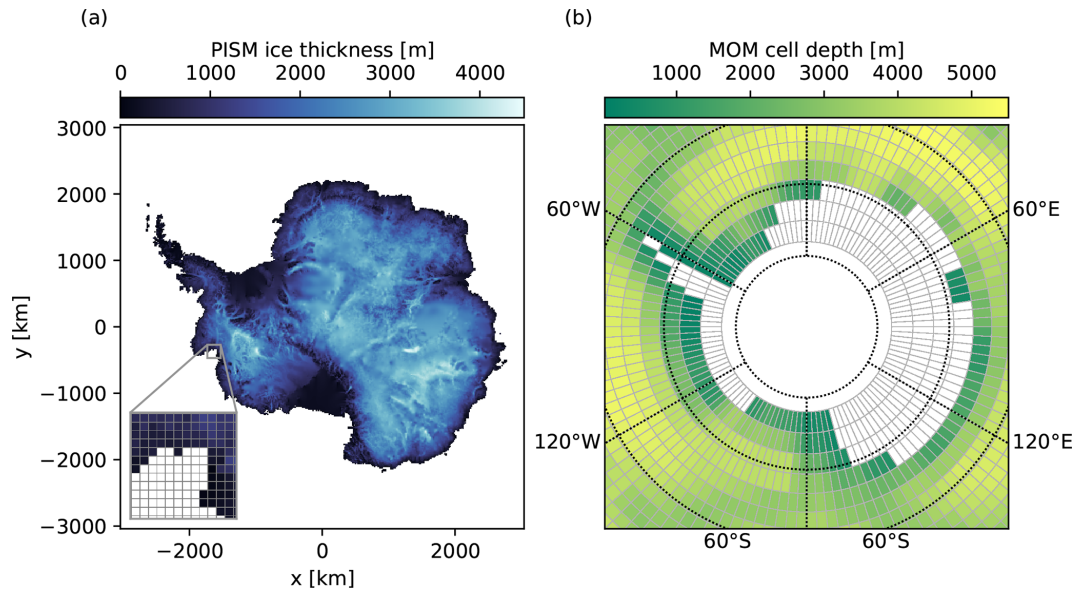 (a)
PISM ice thickness [m]
0 1000 2000 3000 4000
3000
2000
1000
0
−1000
−2000
−3000
y [km]
−2000 0 2000
x [km]
(b)
MOM cell depth [m]
1000 2000 3000 4000 5000
60°W 60°E
120°W 120°E
60°S 60°S